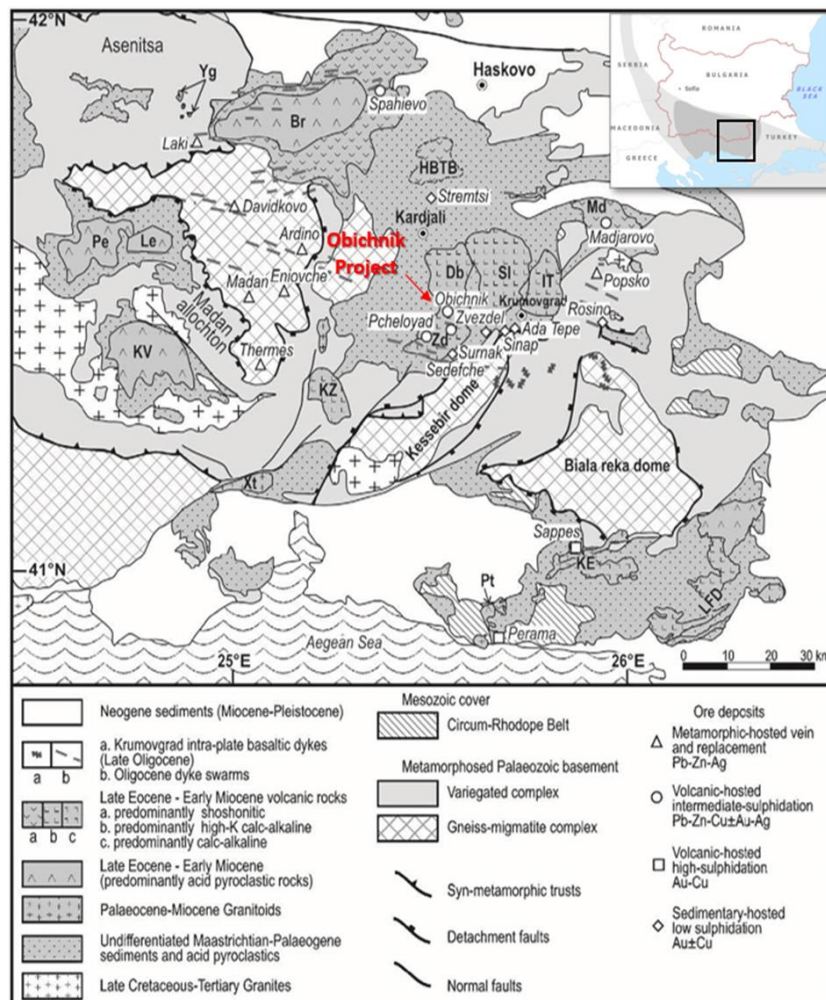 42°N
Asenitsa
Yg
Haskovo
Spahievo
Br
Laki
HBTB
Stremtsi
Davidkovo
Kardjali
Md
Madjarovo
Ardino
Obichnik
Project
Pe
Le
Db
SI
IT
Popsko
Madan
Eniovche
Obichnik
Krumovgrad
Rosino
Madan
allochton
Pcheloyad
Zvezdel
Ada Tepe
Zd
Sinap
KV
Thermes
Surnak
Sedefche
KZ
Kessebir dome
Biala reka dome
Xt
Sappes
41°N
KE
Pt
LFD
Perama
Aegean Sea
25°E
26°E
0 10 20 30 km
ROMANIA
SERBIA
BULGARIA
Sofia
BLACK
SEA
MACEDONIA
TURKEY
GREECE
Neogene sediments (Miocene-Pleistocene)
a. Krumovgrad intra-plate basaltic dykes
(Late Oligocene)
b. Oligocene dyke swarms
a b
Late Eocene - Early Miocene volcanic rocks
a. predominantly shoshonitic
b. predominantly high-K calc-alkaline
c. predominantly calc-alkaline
a b c
Late Eocene - Early Miocene
(predominantly acid pyroclastic rocks)
Palaeocene-Miocene Granitoids
Undifferentiated Maastrichtian-Palaeogene
sediments and acid pyroclastics
Late Cretaceous-Tertiary Granites
Mesozoic cover
Circum-Rhodope Belt
Metamorphosed Palaeozoic basement
Variegated complex
Gneiss-migmatite complex
Syn-metamorphic trusts
Detachment faults
Normal faults
Ore deposits
Metamorphic-hosted vein
and replacement
Pb-Zn-Ag
Volcanic-hosted
intermediate-sulphidation
Pb-Zn-Cu±Au-Ag
Volcanic-hosted
high-sulphidation
Au-Cu
Sedimentary-hosted
low sulphidation
Au±Cu